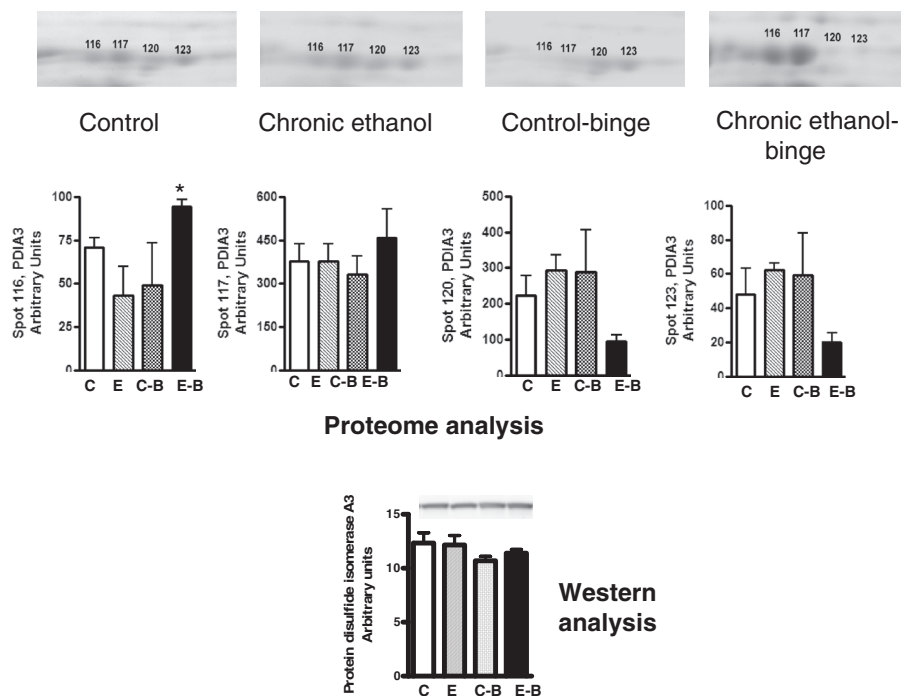 116 117 120 123
116 117 120 123
116 117 120 123
116 117 120 123
Control
Chronic ethanol
Control-binge
Chronic ethanol-
binge
Spot 116, PDIA3
Arbitrary Units
100
75
50
25
0
*
C E C-B E-B
Spot 117, PDIA3
Arbitrary Units
600
450
300
150
0
C E C-B E-B
Spot 120, PDIA3
Arbitrary Units
500
400
300
200
100
0
C E C-B E-B
Spot 123, PDIA3
Arbitrary Units
100
80
60
40
20
0
C E C-B E-B
Proteome analysis
Protein disulfide isomerase A3
Arbitrary units
15
10
5
0
C E C-B E-B
Western
analysis